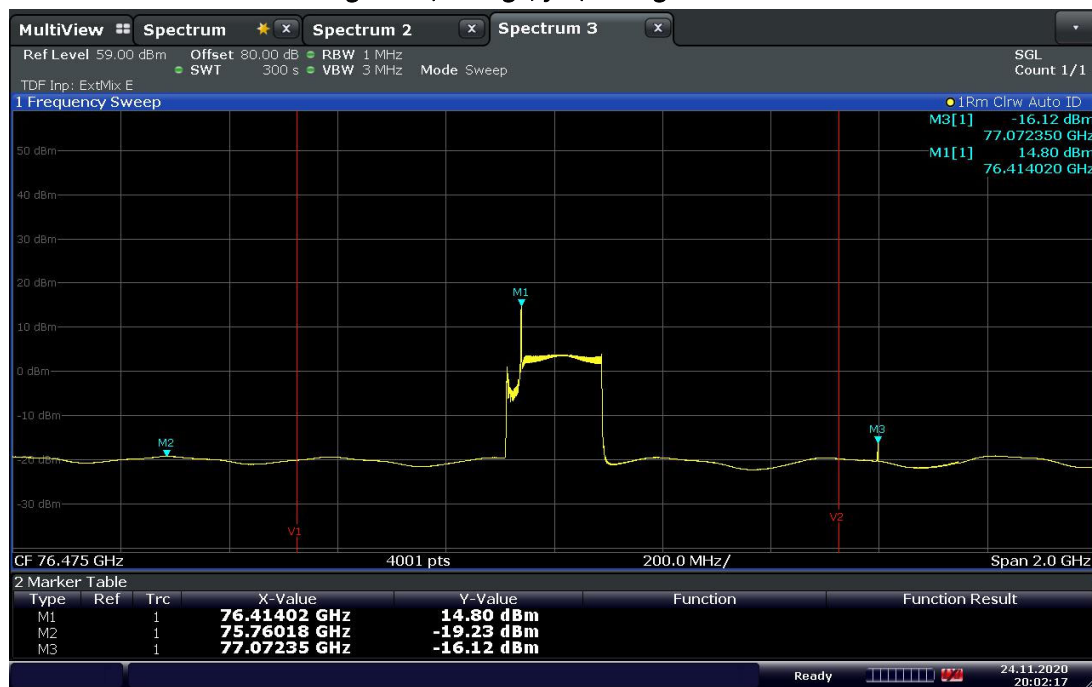 MultiView Spectrum x Spectrum 2 x Spectrum 3 x
Ref Level 59.00 dBm Offset 80.00 dB RBW 1 MHz SGL
SWT 300 s VBW 3 MHz Mode Sweep Count 1/1
TDF Inp: ExtMix E
1 Frequency Sweep 1Rm Clrw Auto ID
M3[1] -16.12 dBm
77.072350 GHz
M1[1] 14.80 dBm
76.414020 GHz
50 dBm
40 dBm
30 dBm
20 dBm
M1
10 dBm
0 dBm
-10 dBm
M2 M3
-20 dBm
-30 dBm
V1 V2
CF 76.475 GHz 4001 pts 200.0 MHz/ Span 2.0 GHz
2 Marker Table
Type Ref Trc X-Value Y-Value Function Function Result
M1 1 76.41402 GHz 14.80 dBm
M2 1 75.76018 GHz -19.23 dBm
M3 1 77.07235 GHz -16.12 dBm
Ready 24.11.2020
20:02:17